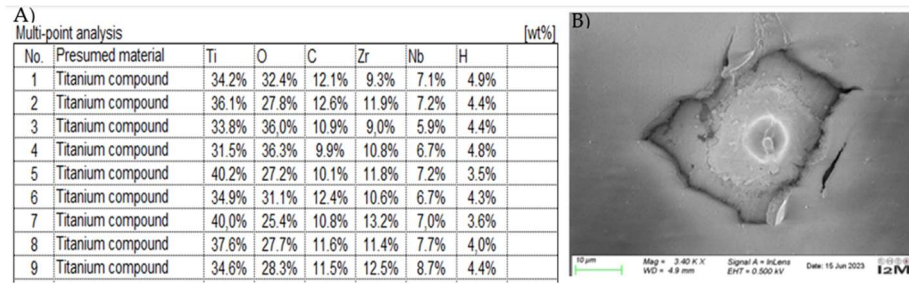 A)
Multi-point analysis [wt%]
No. Presumed material Ti O C Zr Nb H
1 Titanium compound 34.2% 32.4% 12.1% 9.3% 7.1% 4.9%
2 Titanium compound 36.1% 27.8% 12.6% 11.9% 7.2% 4.4%
3 Titanium compound 33.8% 36,0% 10.9% 9,0% 5.9% 4.4%
4 Titanium compound 31.5% 36.3% 9.9% 10.8% 6.7% 4.8%
5 Titanium compound 40.2% 27.2% 10.1% 11.8% 7.2% 3.5%
6 Titanium compound 34.9% 31.1% 12.4% 10.6% 6.7% 4.3%
7 Titanium compound 40,0% 25.4% 10.8% 13.2% 7,0% 3.6%
8 Titanium compound 37.6% 27.7% 11.6% 11.4% 7.7% 4,0%
9 Titanium compound 34.6% 28.3% 11.5% 12.5% 8.7% 4.4%
B)
10 µm Mag = 3.40 K X Signal A = InLens Date: 15 Jun 2023
WD = 4.9 mm EHT = 0.500 kV I2M